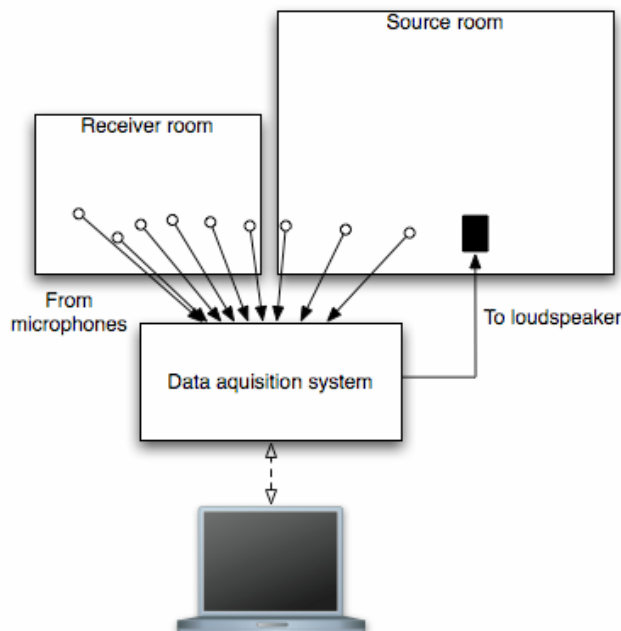 Source room
Receiver room
From
microphones
To loudspeaker
Data aquisition system